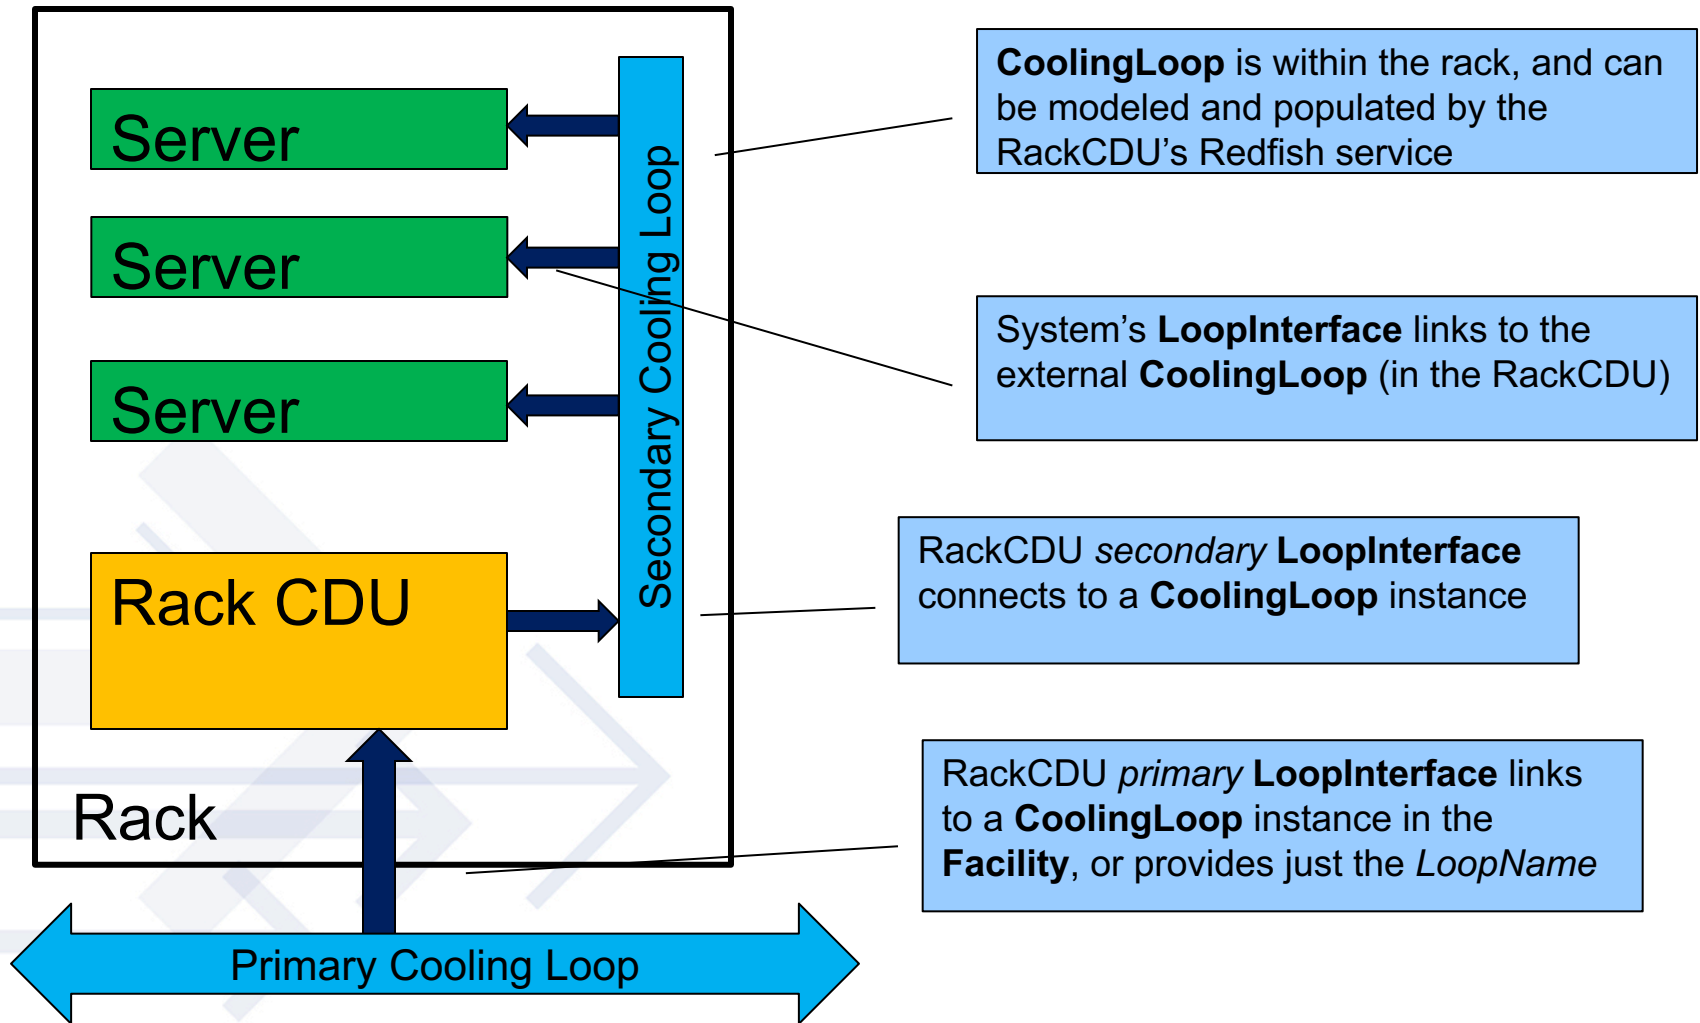 Server
Server
Server
Rack CDU
Rack
Secondary Cooling Loop
Primary Cooling Loop
CoolingLoop is within the rack, and can
be modeled and populated by the
RackCDU’s Redfish service
System’s LoopInterface links to the
external CoolingLoop (in the RackCDU)
RackCDU secondary LoopInterface
connects to a CoolingLoop instance
RackCDU primary LoopInterface links
to a CoolingLoop instance in the
Facility, or provides just the LoopName